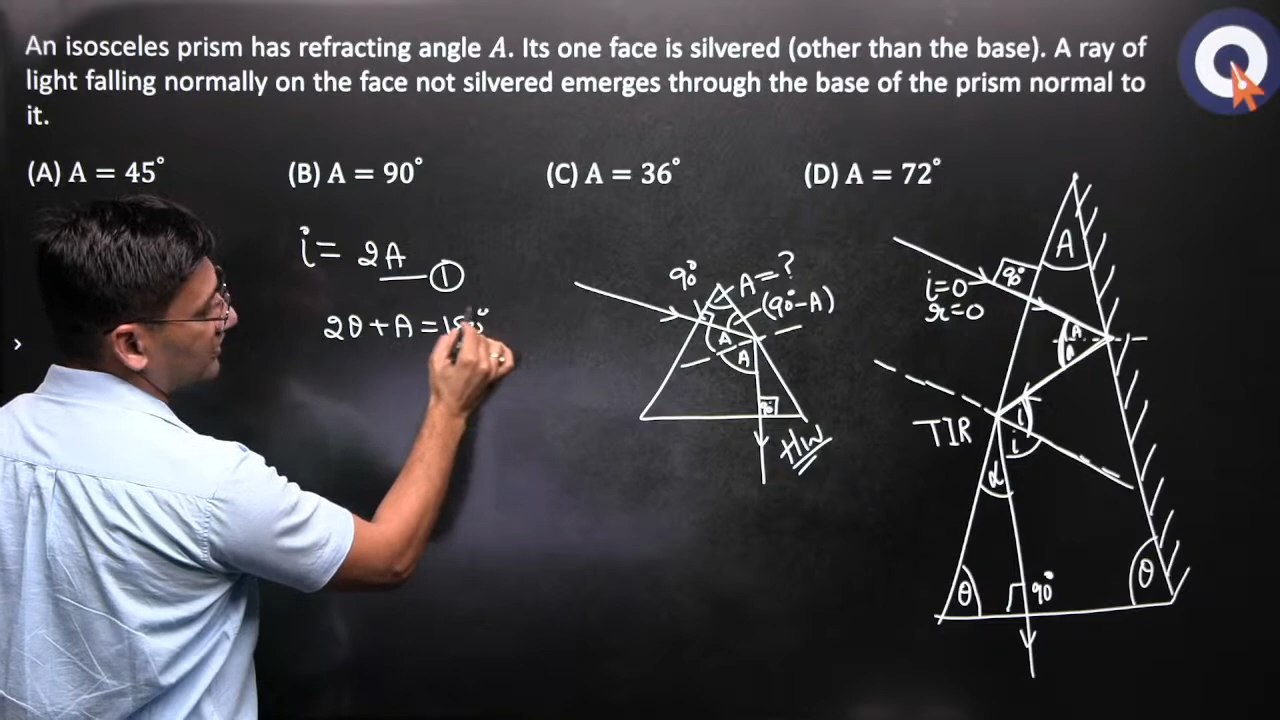 An isosceles prism has refracting angle A. Its one face is silvered (other than the base). A ray of
light falling normally on the face not silvered emerges through the base of the prism normal to
it.
(A) A = 45°
(B) A = 90°
(C) A = 36°
(D) A = 72°
i = 2A —①
2θ + A = 18
90°
A = ?
(90°-A)
A
A
90°
HW
A
90°
i=0
r=0
A
A
TIR
i
i
α
θ
90°
θ